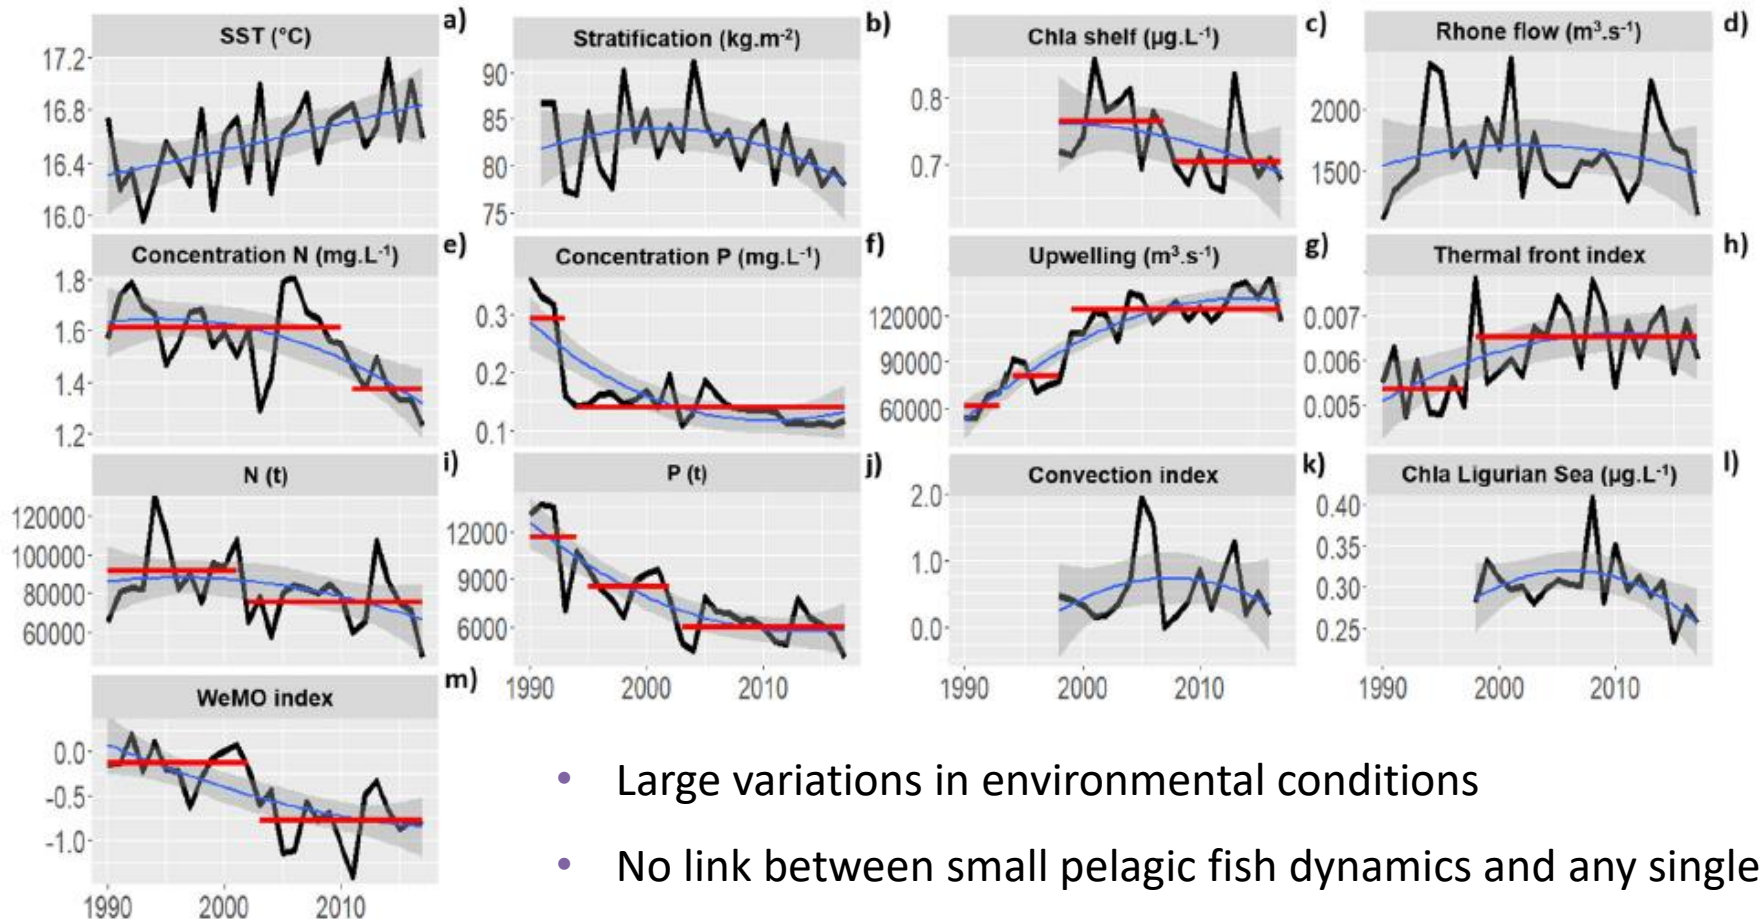 SST (°C)
a)
17.2
16.8
16.4
16.0
Stratification (kg.m-2)
b)
90
85
80
75
Chla shelf (µg.L-1)
c)
0.8
0.7
Rhone flow (m3.s-1)
d)
2000
1500
Concentration N (mg.L-1)
e)
1.8
1.6
1.4
1.2
Concentration P (mg.L-1)
f)
0.3
0.2
0.1
Upwelling (m3.s-1)
g)
120000
90000
60000
Thermal front index
h)
0.007
0.006
0.005
N (t)
i)
120000
100000
80000
60000
P (t)
j)
12000
9000
6000
1990 2000 2010
Convection index
k)
2.0
1.0
0.0
1990 2000 2010
Chla Ligurian Sea (µg.L-1)
l)
0.40
0.35
0.30
0.25
1990 2000 2010
WeMO index
m)
0.0
-0.5
-1.0
1990 2000 2010
• Large variations in environmental conditions
• No link between small pelagic fish dynamics and any single